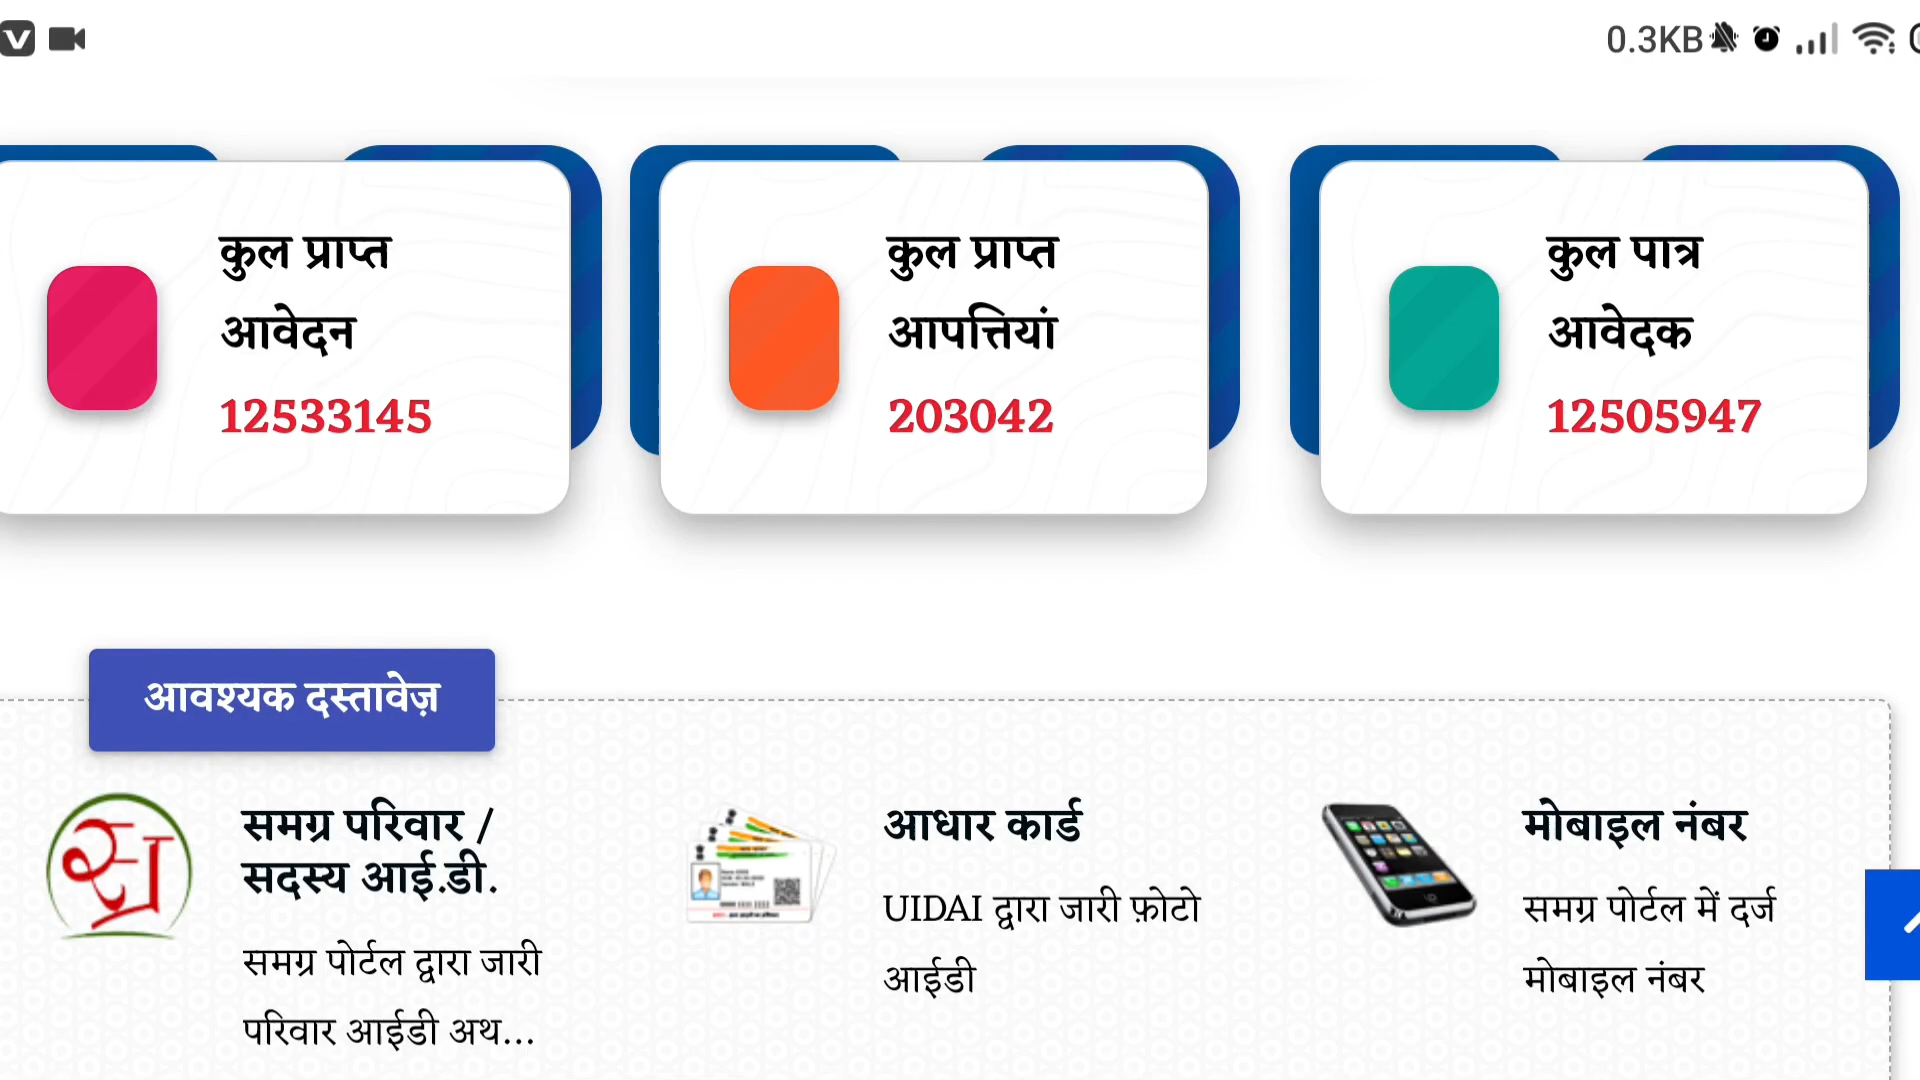 0.3KB
कुल प्राप्त
आवेदन
12533145
कुल प्राप्त
आपत्तियां
203042
कुल पात्र
आवेदक
12505947
आवश्यक दस्तावेज़
समग्र परिवार /
सदस्य आई.डी.
समग्र पोर्टल द्वारा जारी
परिवार आईडी अथ...
आधार कार्ड
UIDAI द्वारा जारी फ़ोटो
आईडी
मोबाइल नंबर
समग्र पोर्टल में दर्ज
मोबाइल नंबर